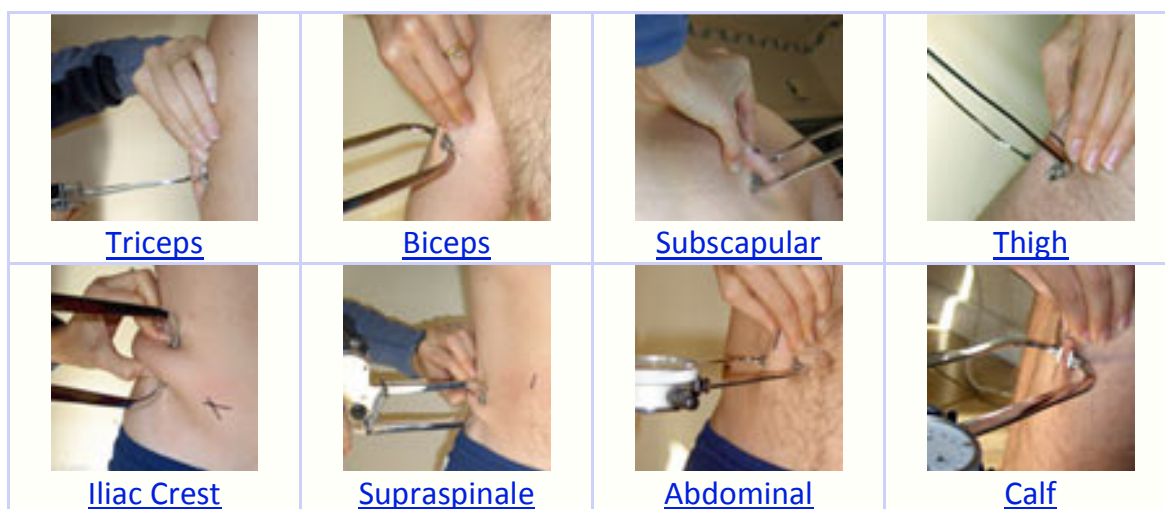 Triceps
Biceps
Subscapular
Thigh
Iliac Crest
Supraspinale
Abdominal
Calf